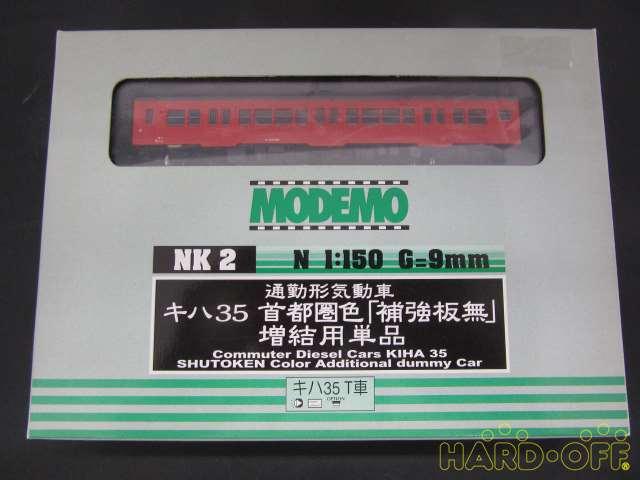 MODEMO
NK 2 N 1:150 G=9mm
通勤形気動車
キハ35 首都圏色「補強板無」
増結用単品
Commuter Diesel Cars KIHA 35
SHUTOKEN Color Additional dummy Car
キハ35 T車
OPTION
HARD·OFF